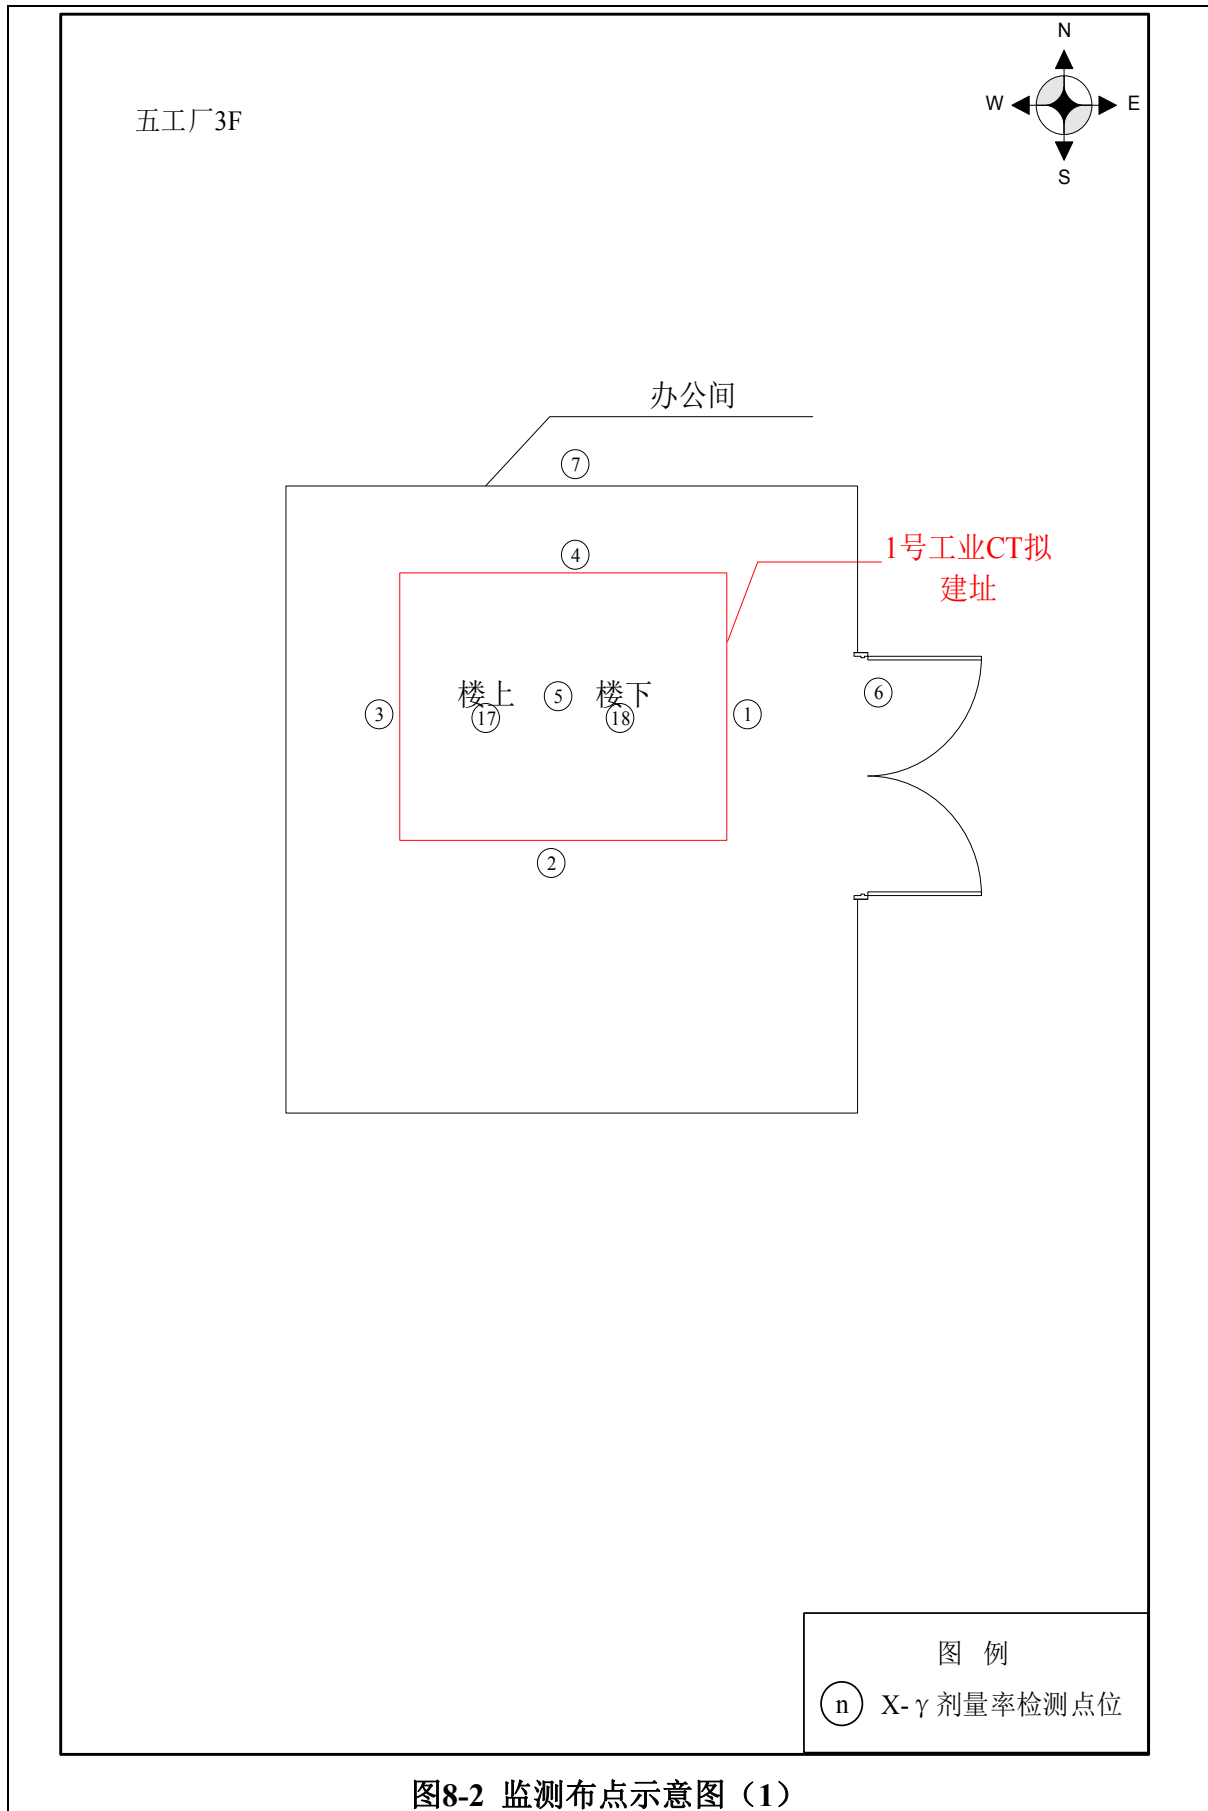 N
W E
S
五工厂3F
办公间
7
4
1号工业CT拟
建址
楼上 5 楼下
6
3 17 18 1
2
图 例
n X-γ剂量率检测点位
图8-2 监测布点示意图（1）